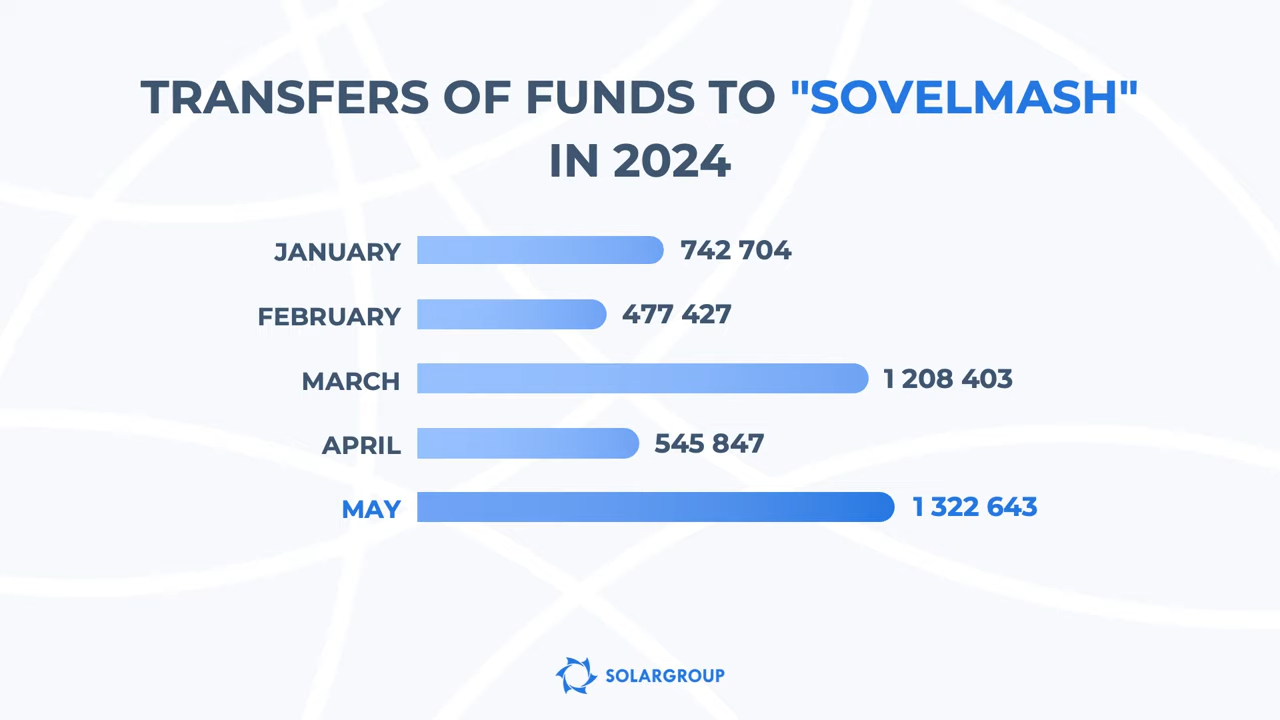 TRANSFERS OF FUNDS TO "SOVELMASH"
IN 2024
JANUARY 742 704
FEBRUARY 477 427
MARCH 1 208 403
APRIL 545 847
MAY 1 322 643
SOLARGROUP